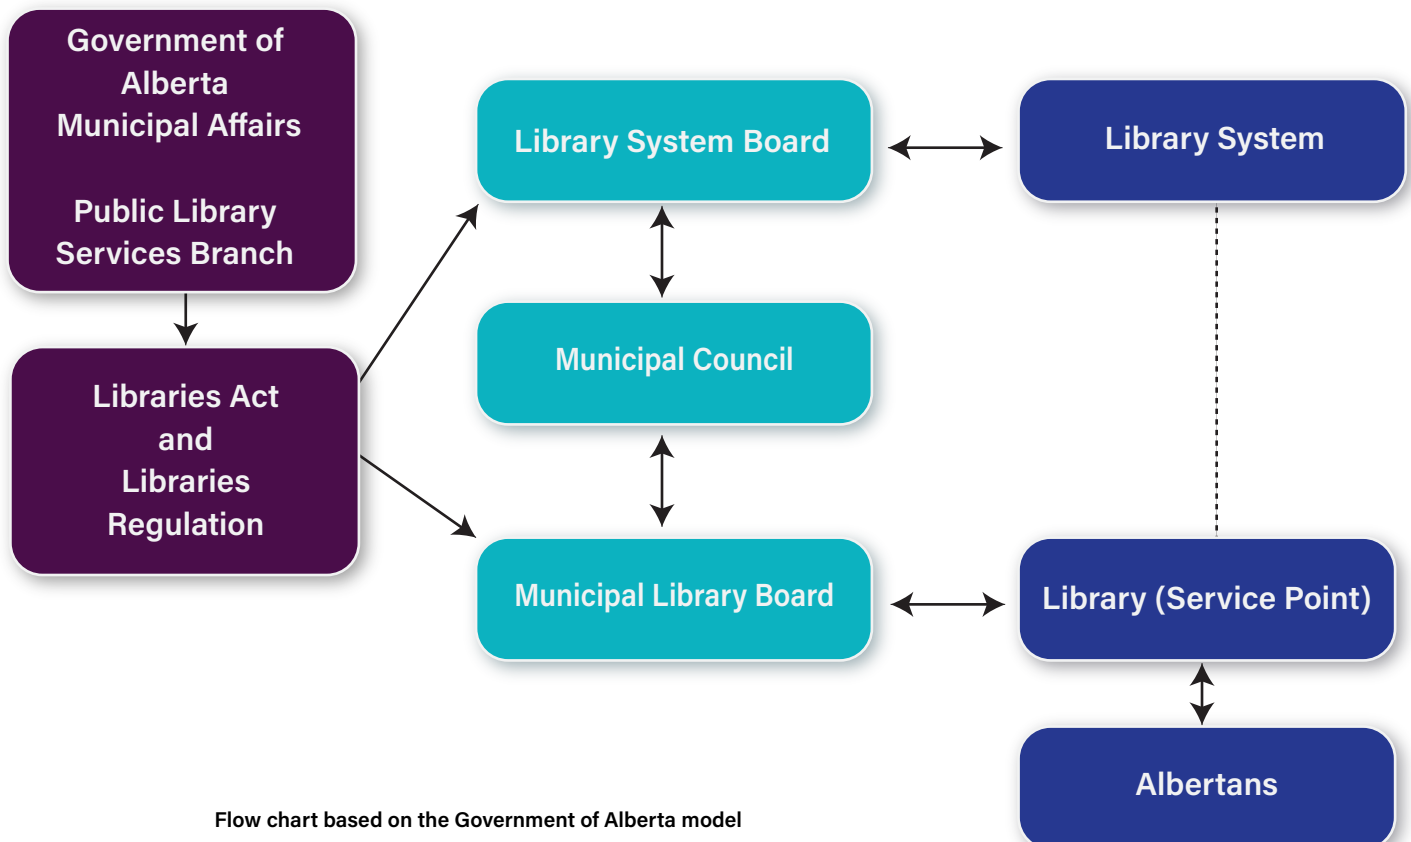 Government of
Alberta
Municipal Affairs
Public Library
Services Branch
Libraries Act
and
Libraries
Regulation
Library System Board
Municipal Council
Municipal Library Board
Library System
Library (Service Point)
Albertans
Flow chart based on the Government of Alberta model